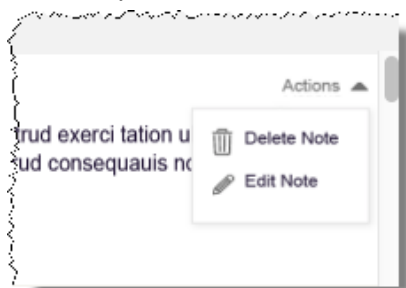 Actions
trud exerci tation u
Delete Note
ud consequauis no
Edit Note